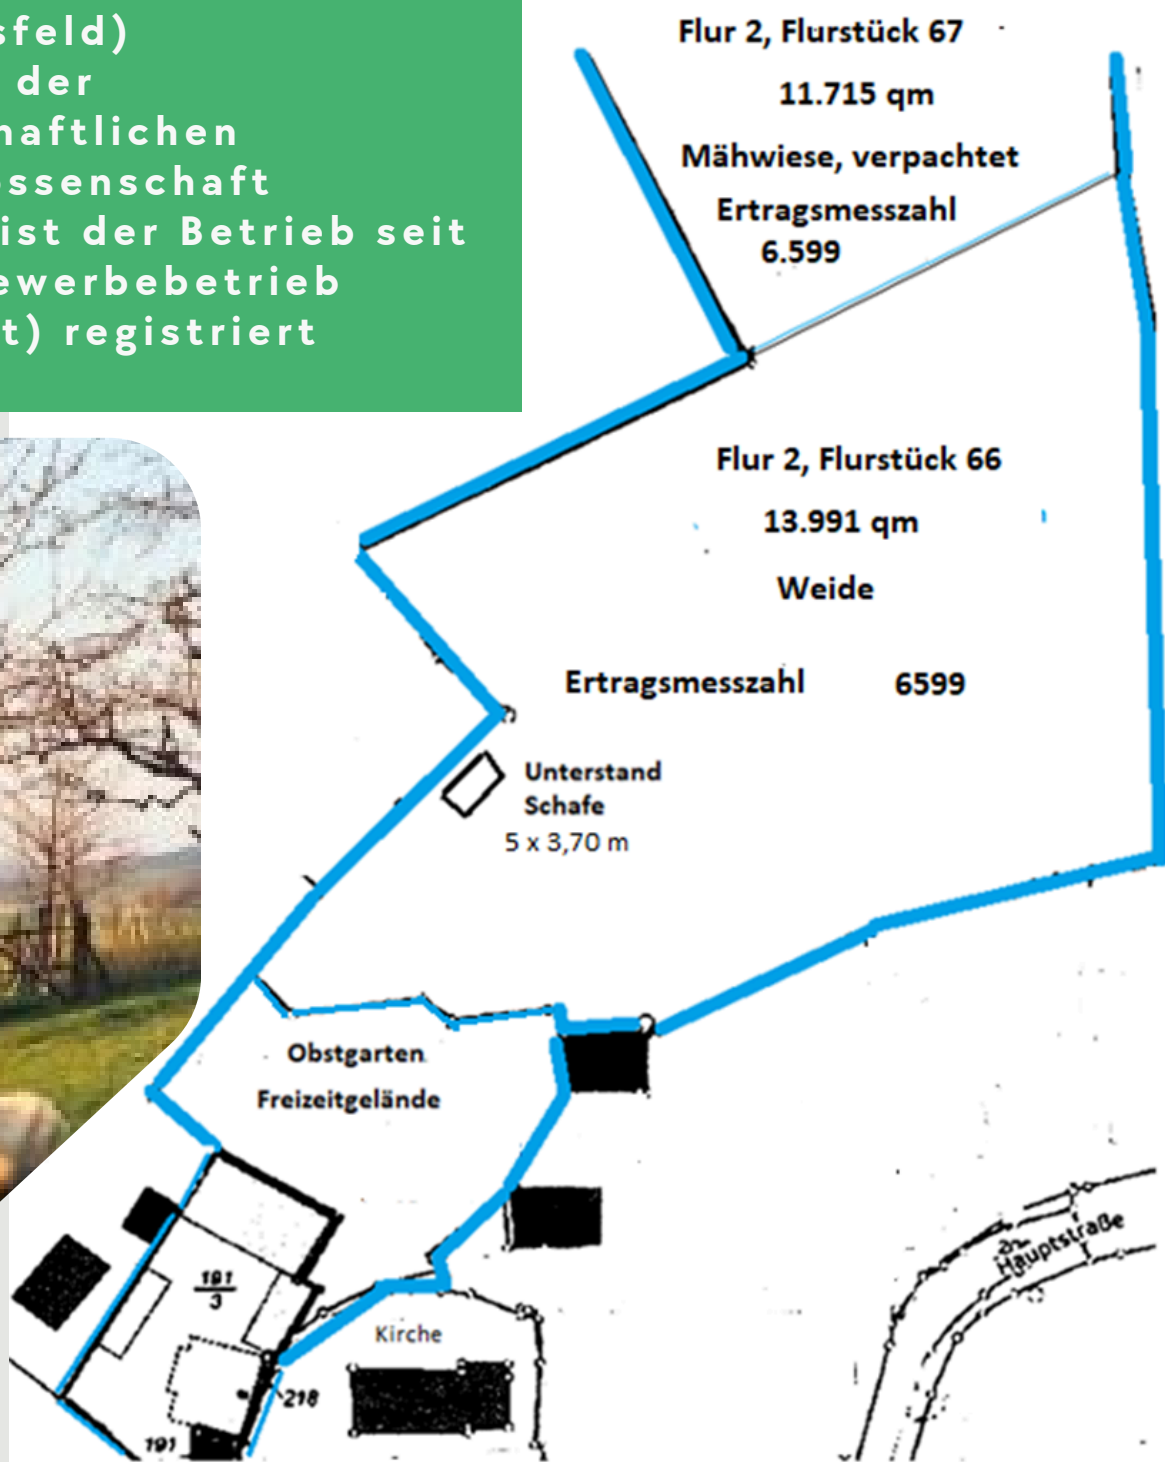 sfeld)
der
haftlichen
ossenschaft
ist der Betrieb seit
ewerbebetrieb
t) registriert
Flur 2, Flurstück 67
11.715 qm
Mähwiese, verpachtet
Ertragsmesszahl
6.599
Flur 2, Flurstück 66
13.991 qm
Weide
Ertragsmesszahl 6599
Unterstand
Schafe
5 x 3,70 m
Obstgarten
Freizeitgelände
Hauptstraße
191
3
Kirche
218
191